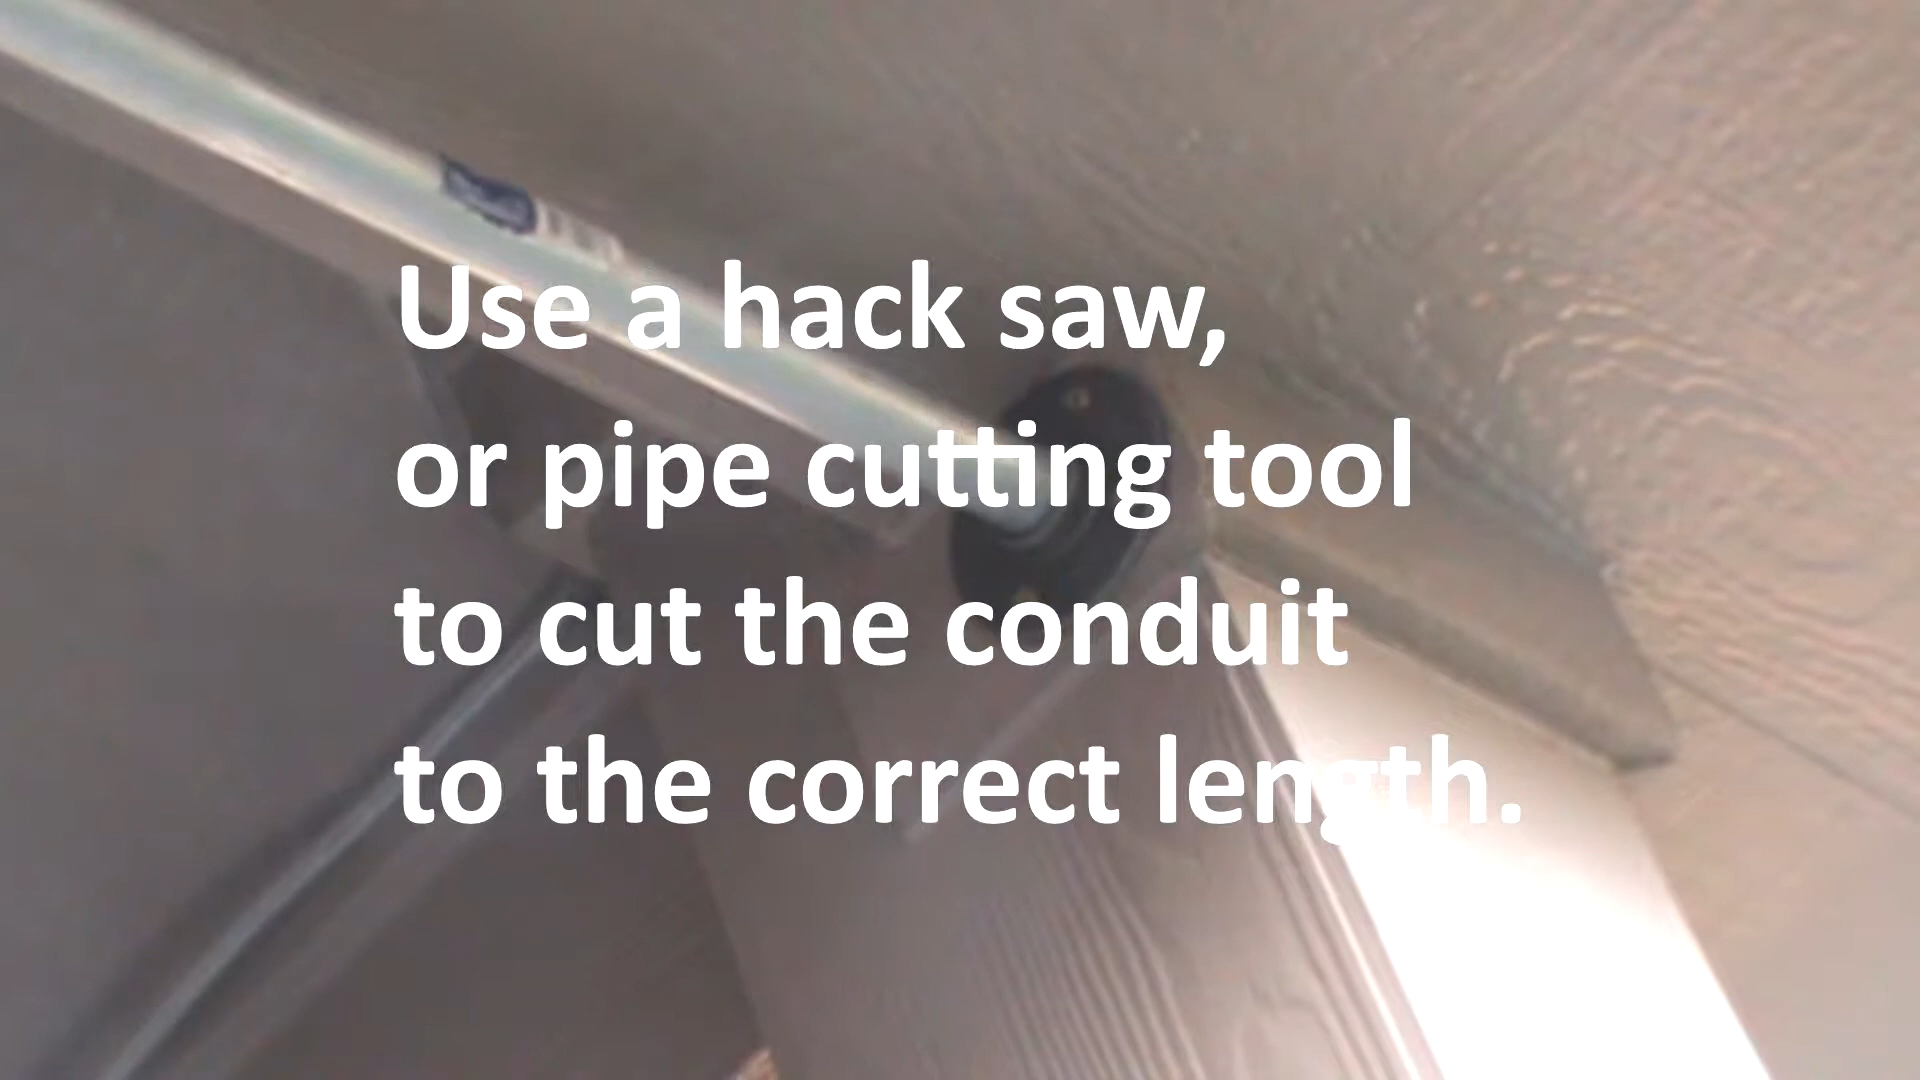 Use a hack saw,
or pipe cutting tool
to cut the conduit
to the correct length.